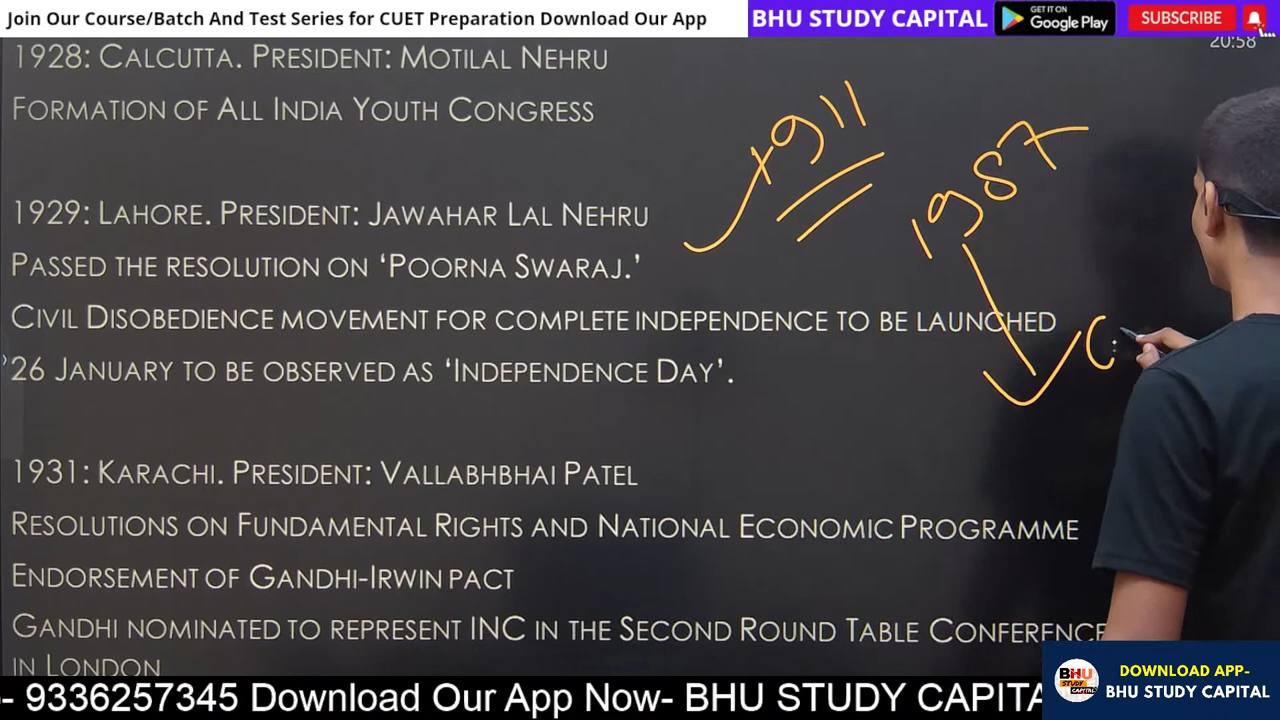 Join Our Course/Batch And Test Series for CUET Preparation Download Our App
BHU STUDY CAPITAL
GET IT ON
Google Play
SUBSCRIBE
20:58
1928: CALCUTTA. PRESIDENT: MOTILAL NEHRU
FORMATION OF ALL INDIA YOUTH CONGRESS
1911
1987
1929: LAHORE. PRESIDENT: JAWAHAR LAL NEHRU
PASSED THE RESOLUTION ON ‘POORNA SWARAJ.’
CIVIL DISOBEDIENCE MOVEMENT FOR COMPLETE INDEPENDENCE TO BE LAUNCHED
26 JANUARY TO BE OBSERVED AS ‘INDEPENDENCE DAY’.
1931: KARACHI. PRESIDENT: VALLABHBHAI PATEL
RESOLUTIONS ON FUNDAMENTAL RIGHTS AND NATIONAL ECONOMIC PROGRAMME
ENDORSEMENT OF GANDHI-IRWIN PACT
GANDHI NOMINATED TO REPRESENT INC IN THE SECOND ROUND TABLE CONFERENCE
IN LONDON
- 9336257345 Download Our App Now- BHU STUDY CAPITA
BHU
STUDY
CAPITAL
DOWNLOAD APP-
BHU STUDY CAPITAL